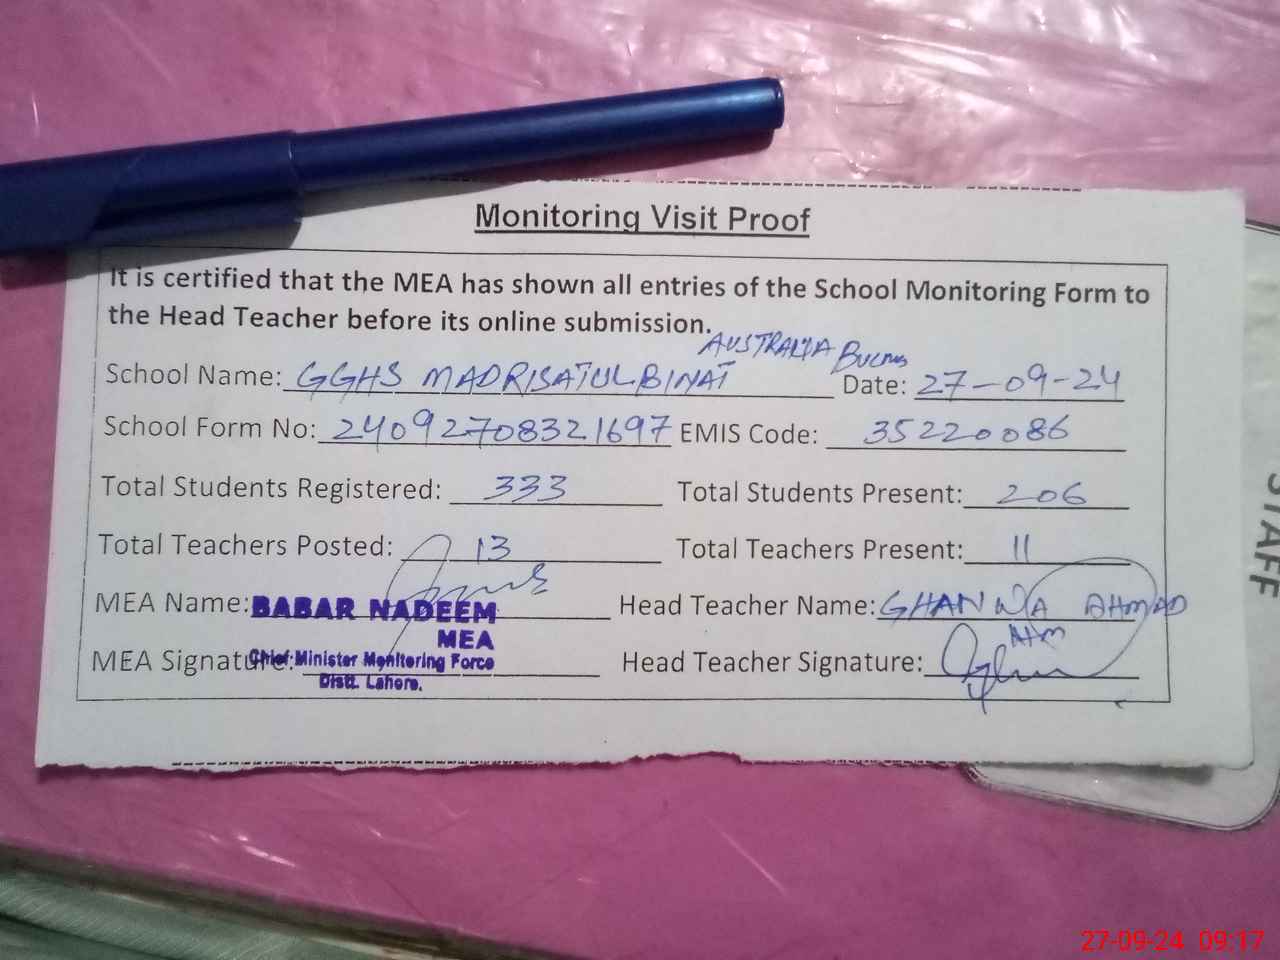 Monitoring Visit Proof
It is certified that the MEA has shown all entries of the School Monitoring Form to
the Head Teacher before its online submission.
AUSTRALIA
School Name: GGHS MADRISATUL BINAT Date: 27-09-24
School Form No: 24092708321697 EMIS Code: 35220086
Total Students Registered: 333 Total Students Present: 206
Total Teachers Posted: 13 Total Teachers Present: 11
MEA Name: BABAR NADEEM Head Teacher Name: GHANWA AHMAD
MEA
MEA Signature: Chief Minister Monitoring Force Head Teacher Signature:
Distt. Lahore.
STAFF
27-09-24 09:17